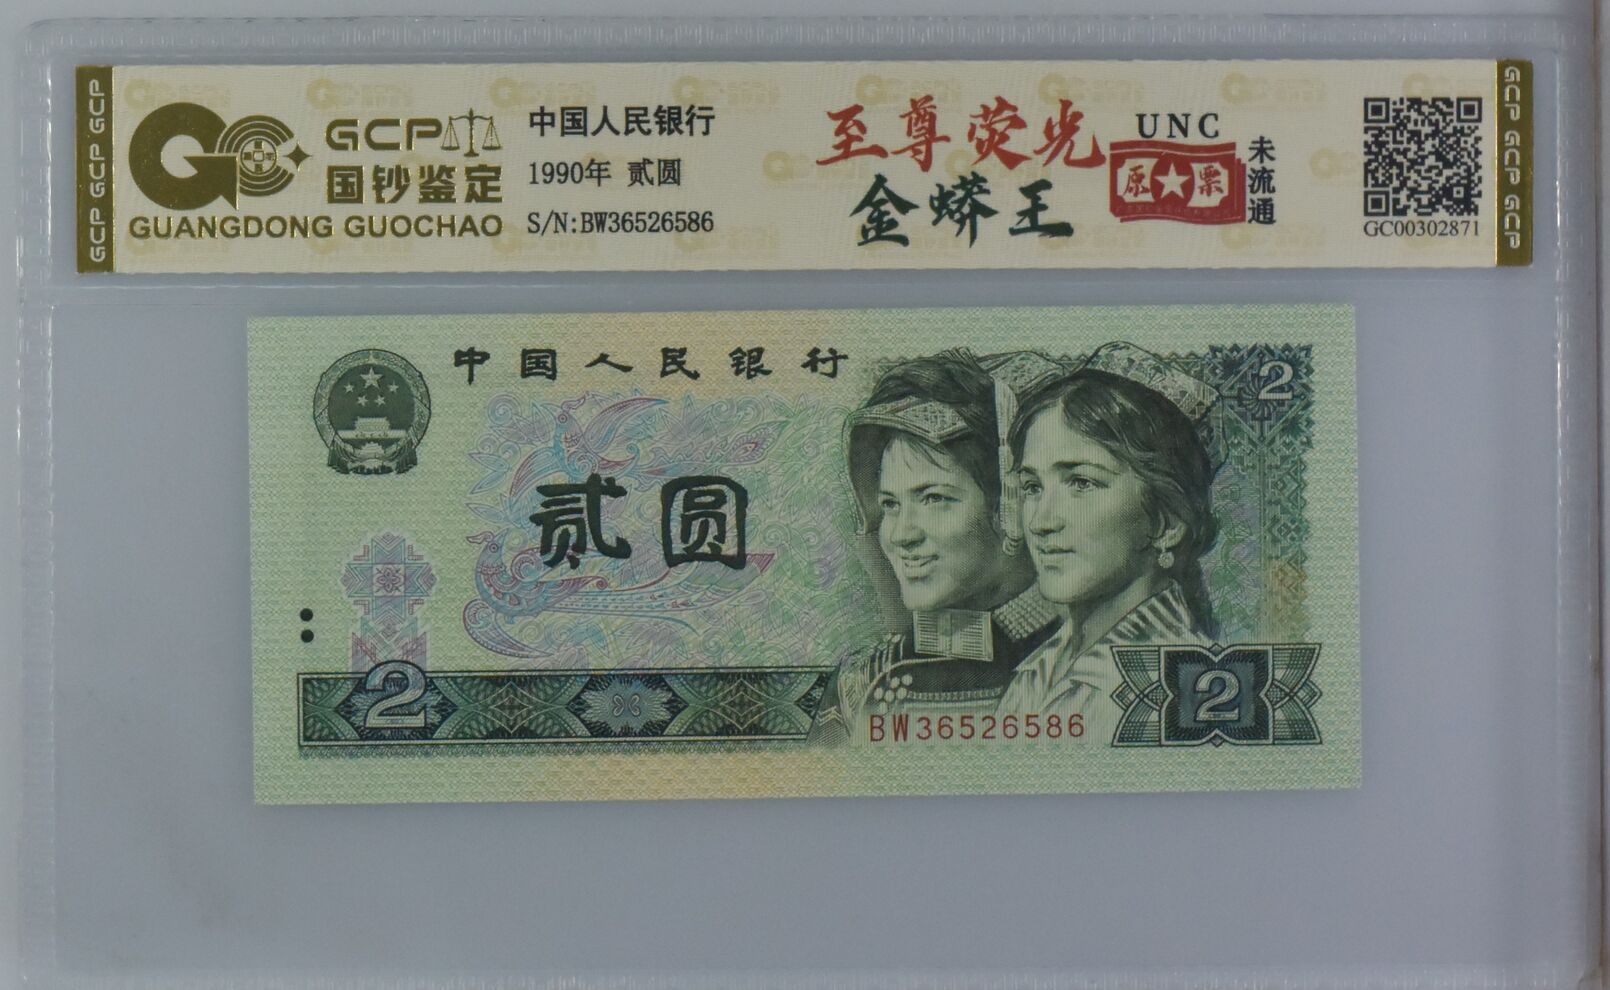 GCP GCP GCP
GCP
国钞鉴定
GUANGDONG GUOCHAO
中国人民银行
1990年 贰圆
S/N:BW36526586
至尊荧光
金蟒王
UNC
原票
未流通
GC00302871
GCP GCP GCP
中国人民银行
2
贰圆
2
BW36526586
2